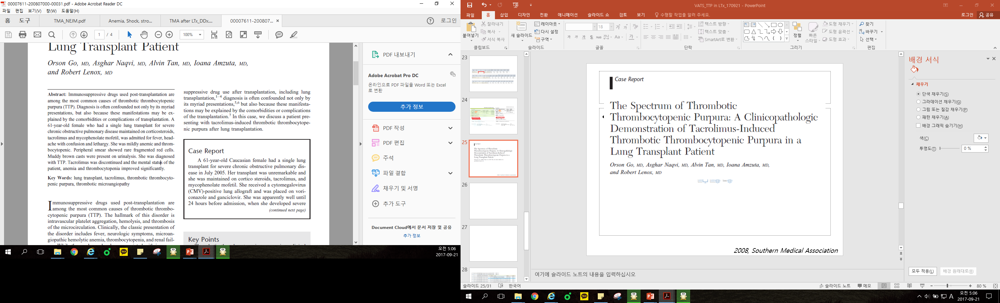 00007611-200807000-00031.pdf - Adobe Acrobat Reader DC
파일 편집 보기(V) 창(W) 도움말(H)
홈 도구 TMA_NEJM.pdf Anemia, Shock, stro... TMA after LTx_DDx.... 00007611-200807... × 로그인
1 / 4 100%
Lung Transplant Patient
Orson Go, MD, Asghar Naqvi, MD, Alvin Tan, MD, Ioana Amzuta, MD,
and Robert Lenox, MD
Abstract: Immunosuppressive drugs used post-transplantation are
among the most common causes of thrombotic thrombocytopenic
purpura (TTP). Diagnosis is often confounded not only by its myriad
presentations, but also because these manifestations may be ex-
plained by the comorbidities or complications of transplantation. A
61-year-old female who had a single lung transplant for severe
chronic obstructive pulmonary disease maintained on corticosteroids,
tacrolimus and mycophenolate mofetil, was admitted for fever, head-
ache with confusion and lethargy. She was mildly anemic and throm-
bocytopenic. Peripheral smear showed rare fragmented red cells.
Muddy brown casts were present on urinalysis. She was diagnosed
with TTP. Tacrolimus was discontinued and the mental status of the
patient, anemia and thrombocytopenia improved significantly.
Key Words: lung transplant, tacrolimus, thrombotic thrombocyto-
penic purpura, thrombotic microangiopathy
Immunosuppressive drugs used post-transplantation are
among the most common causes of thrombotic thrombo-
cytopenic purpura (TTP). The hallmark of this disorder is
intravascular platelet aggregation, hemolysis, and thrombosis
of the microcirculation. Clinically, the classic presentation of
the disorder includes fever, neurologic symptoms, microan-
giopathic hemolytic anemia, thrombocytopenia, and renal fail-
suppressive drug use after transplantation, including lung
transplantation,1–4 diagnosis is often confounded not only by
its myriad presentations,5,6 but also because these manifesta-
tions may be explained by the comorbidities or complications
of the transplantation.7 In this case, we discuss a patient pre-
senting with tacrolimus-induced thrombotic thrombocytope-
nic purpura after lung transplantation.
Case Report
A 61-year-old Caucasian female had a single lung
transplant for severe chronic obstructive pulmonary dis-
ease in July 2005. Her transplant was unremarkable and
she was maintained on cortico steroids, tacrolimus, and
mycophenolate mofetil. She received a cytomegalovirus
(CMV)-positive lung allograft and was placed on vori-
conazole and ganciclovir. She was apparently well until
24 hours before admission, when she developed severe
(continued next page)
Key Points
PDF 내보내기
Adobe Acrobat Pro DC
온라인으로 PDF 파일을 Word 또는 Excel
로 변환
추가 정보
PDF 작성
PDF 편집
주석
파일 결합
채우기 및 서명
추가 도구
Document Cloud에서 문서 저장 및 공유
추가 정보
오전 5:06
2017-09-21
VATS_TTP in LTx_170921 - PowerPoint
파일 홈 삽입 디자인 전환 애니메이션 슬라이드 쇼 검토 보기 수행할 작업을 알려 주세요. 로그인 공유
붙여넣기 잘라내기 복사 서식 복사 클립보드
새 슬라이드 레이아웃 다시 설정 구역 슬라이드
18 가 가 가 가 가 S 간 Aa 가 글꼴
텍스트 방향 텍스트 맞춤 SmartArt로 변환 단락
정렬 빠른 스타일 도형 채우기 도형 윤곽선 도형 효과 그리기
찾기 바꾸기 선택 편집
23
24
25
26
27
28
Case Report
The Spectrum of Thrombotic
Thrombocytopenic Purpura: A Clinicopathologic
Demonstration of Tacrolimus-Induced
Thrombotic Thrombocytopenic Purpura in a
Lung Transplant Patient
Orson Go, MD, Asghar Naqvi, MD, Alvin Tan, MD, Ioana Amzuta, MD,
and Robert Lenox, MD
2008, Southern Medical Association
여기에 슬라이드 노트의 내용을 입력하십시오
배경 서식
채우기
단색 채우기(S)
그라데이션 채우기(G)
그림 또는 질감 채우기(P)
패턴 채우기(A)
배경 그래픽 숨기기(H)
색(C)
투명도(T) 0 %
모두 적용(L) 배경 원래대로(B)
슬라이드 25/31 한국어 슬라이드 노트 메모 80 %
A 오전 5:06
2017-09-21